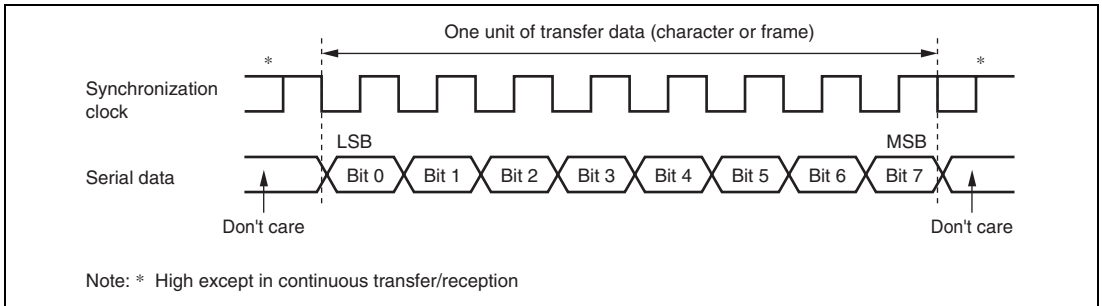 One unit of transfer data (character or frame)
*
*
Synchronization
clock
LSB
MSB
Serial data
Bit 0
Bit 1
Bit 2
Bit 3
Bit 4
Bit 5
Bit 6
Bit 7
Don't care
Don't care
Note: * High except in continuous transfer/reception